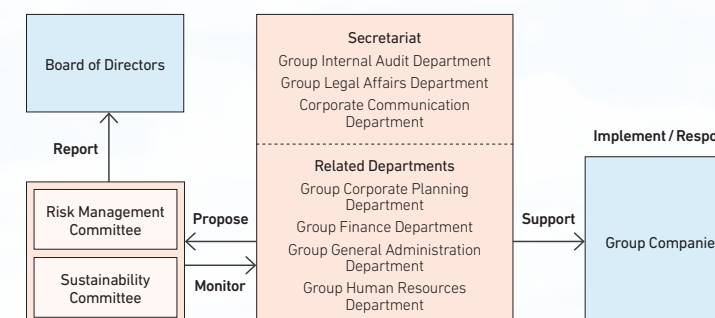 Board of Directors
Report
Risk Management
Committee
Sustainability
Committee
Propose
Monitor
Secretariat
Group Internal Audit Department
Group Legal Affairs Department
Corporate Communication
Department
Related Departments
Group Corporate Planning
Department
Group Finance Department
Group General Administration
Department
Group Human Resources
Department
Support
Implement / Respo
Group Companie